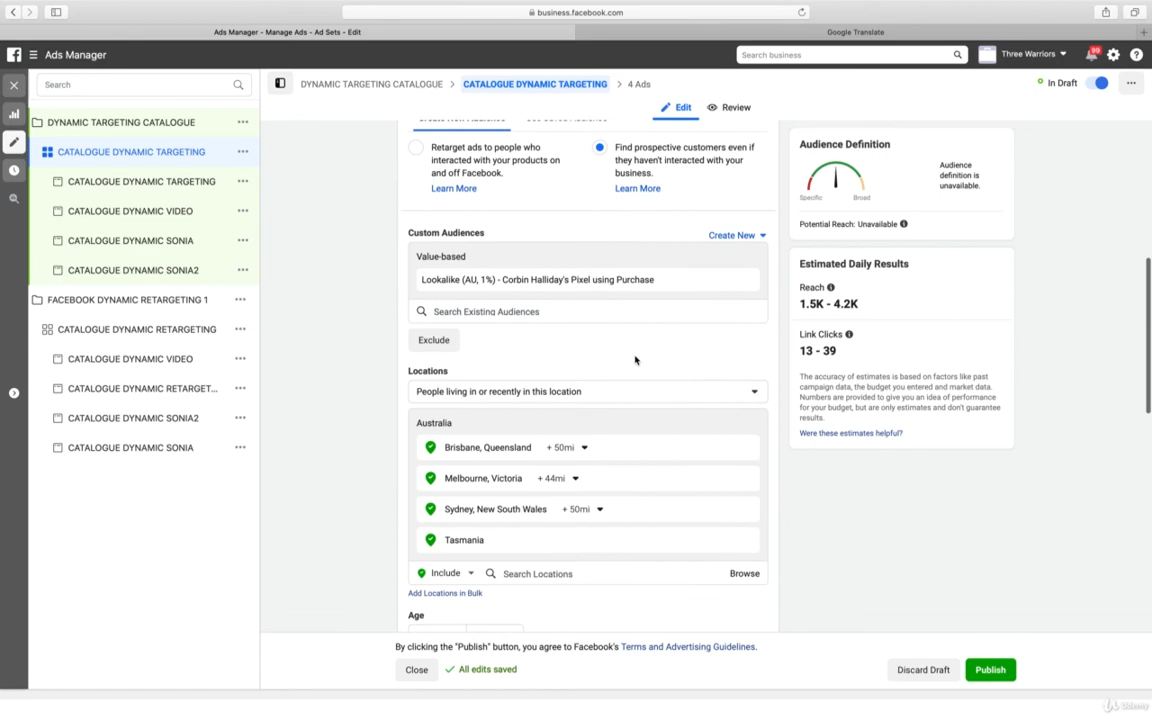 business.facebook.com
Ads Manager - Manage Ads - Ad Sets - Edit
Google Translate
Ads Manager
Search business
Three Warriors
99
Search
DYNAMIC TARGETING CATALOGUE
CATALOGUE DYNAMIC TARGETING
CATALOGUE DYNAMIC TARGETING
CATALOGUE DYNAMIC VIDEO
CATALOGUE DYNAMIC SONIA
CATALOGUE DYNAMIC SONIA2
FACEBOOK DYNAMIC RETARGETING 1
CATALOGUE DYNAMIC RETARGETING
CATALOGUE DYNAMIC VIDEO
CATALOGUE DYNAMIC RETARGET...
CATALOGUE DYNAMIC SONIA2
CATALOGUE DYNAMIC SONIA
DYNAMIC TARGETING CATALOGUE > CATALOGUE DYNAMIC TARGETING > 4 Ads
In Draft
Edit
Review
Retarget ads to people who
interacted with your products on
and off Facebook.
Learn More
Find prospective customers even if
they haven't interacted with your
business.
Learn More
Custom Audiences
Create New
Value-based
Lookalike (AU, 1%) - Corbin Halliday's Pixel using Purchase
Search Existing Audiences
Exclude
Locations
People living in or recently in this location
Australia
Brisbane, Queensland + 50mi
Melbourne, Victoria + 44mi
Sydney, New South Wales + 50mi
Tasmania
Include
Search Locations
Browse
Add Locations in Bulk
Age
Audience Definition
Specific
Broad
Audience
definition is
unavailable.
Potential Reach: Unavailable
Estimated Daily Results
Reach
1.5K - 4.2K
Link Clicks
13 - 39
The accuracy of estimates is based on factors like past
campaign data, the budget you entered and market data.
Numbers are provided to give you an idea of performance
for your budget, but are only estimates and don't guarantee
results.
Were these estimates helpful?
By clicking the "Publish" button, you agree to Facebook's Terms and Advertising Guidelines.
Close
All edits saved
Discard Draft
Publish
Udemy